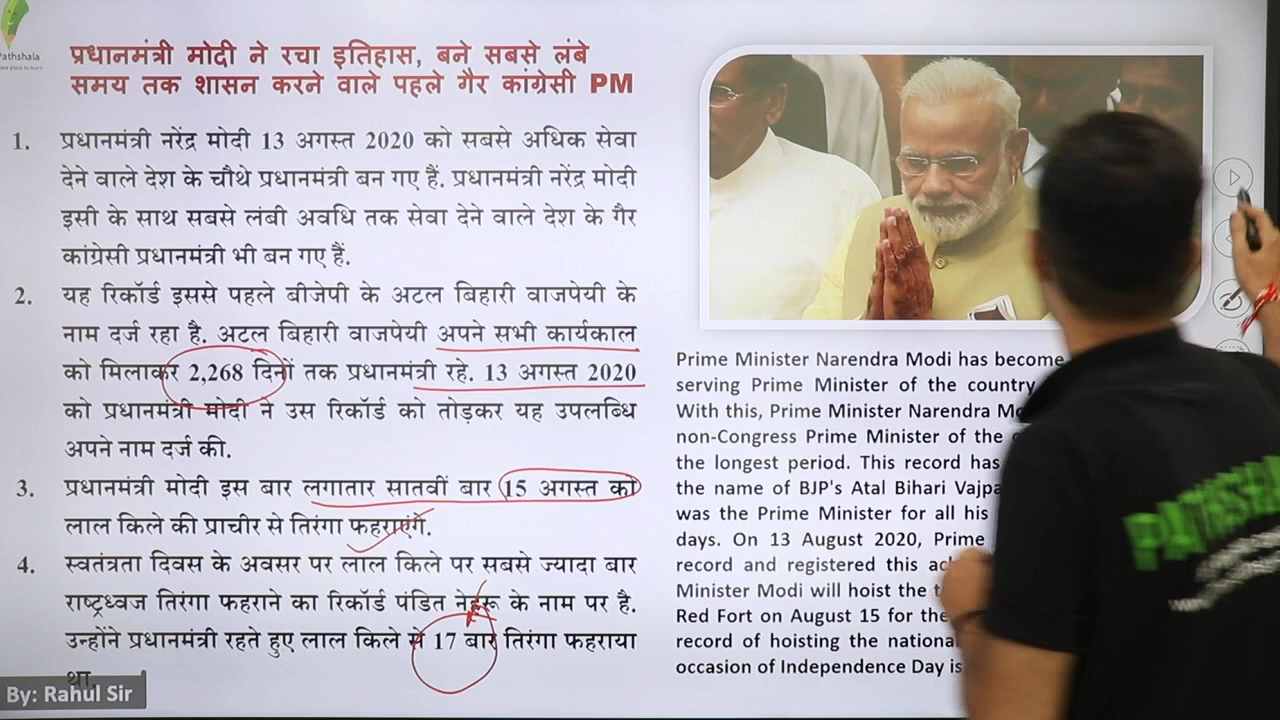 Pathshala
प्रधानमंत्री मोदी ने रचा इतिहास, बने सबसे लंबे
समय तक शासन करने वाले पहले गैर कांग्रेसी PM
1. प्रधानमंत्री नरेंद्र मोदी 13 अगस्त 2020 को सबसे अधिक सेवा
देने वाले देश के चौथे प्रधानमंत्री बन गए हैं. प्रधानमंत्री नरेंद्र मोदी
इसी के साथ सबसे लंबी अवधि तक सेवा देने वाले देश के गैर
कांग्रेसी प्रधानमंत्री भी बन गए हैं.
2. यह रिकॉर्ड इससे पहले बीजेपी के अटल बिहारी वाजपेयी के
नाम दर्ज रहा है. अटल बिहारी वाजपेयी अपने सभी कार्यकाल
को मिलाकर 2,268 दिनों तक प्रधानमंत्री रहे. 13 अगस्त 2020
को प्रधानमंत्री मोदी ने उस रिकॉर्ड को तोड़कर यह उपलब्धि
अपने नाम दर्ज की.
3. प्रधानमंत्री मोदी इस बार लगातार सातवीं बार 15 अगस्त को
लाल किले की प्राचीर से तिरंगा फहराएंगे.
4. स्वतंत्रता दिवस के अवसर पर लाल किले पर सबसे ज्यादा बार
राष्ट्रध्वज तिरंगा फहराने का रिकॉर्ड पंडित नेहरू के नाम पर है.
उन्होंने प्रधानमंत्री रहते हुए लाल किले से 17 बार तिरंगा फहराया
था.
By: Rahul Sir
Prime Minister Narendra Modi has become
serving Prime Minister of the country
With this, Prime Minister Narendra
non-Congress Prime Minister of the
the longest period. This record has
the name of BJP's Atal Bihari
was the Prime Minister for all his
days. On 13 August 2020, Prime
record and registered this
Minister Modi will hoist the
Red Fort on August 15 for the
record of hoisting the national
occasion of Independence Day is